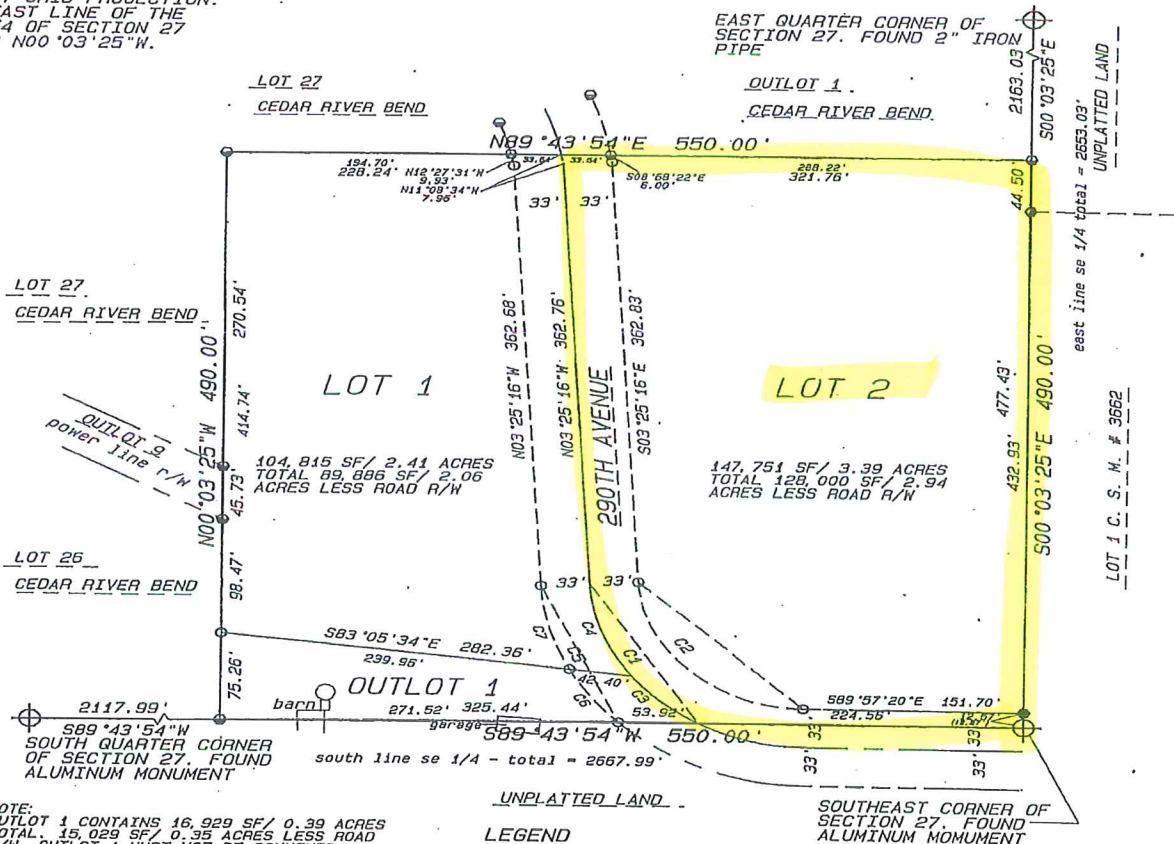 EAST LINE OF THE
OF SECTION 27
N00°03'25"W.
EAST QUARTER CORNER OF
SECTION 27. FOUND 2" IRON
PIPE
2163.03'
S00°03'25"E
UNPLATTED LAND
LOT 27
CEDAR RIVER BEND
OUTLOT 1.
CEDAR RIVER BEND
N89°43'54"E 550.00'
194.70'
228.24'
33.64'
33.64'
N12°27'31"W
9.93'
N11°08'34"W
7.96'
S08°58'22"E
6.00'
288.22'
321.76'
44.50'
east line se 1/4 total = 2653.03'
33' 33'
LOT 27.
CEDAR RIVER BEND
270.54'
N00°03'25"W 490.00'
414.74'
N03°25'16"W 362.68'
N03°25'16"W 362.76'
290TH AVENUE
S03°25'16"E 362.83'
LOT 1
LOT 2
477.43'
432.93'
S00°03'25"E 490.00'
LOT 1 C. S. M. # 3662
OUTLOT 9
power line r/w
45.73'
104,815 SF/ 2.41 ACRES
TOTAL 89,886 SF/ 2.06
ACRES LESS ROAD R/W
147,751 SF/ 3.39 ACRES
TOTAL 128,000 SF/ 2.94
ACRES LESS ROAD R/W
LOT 26
CEDAR RIVER BEND
98.47'
33' 33'
C7
C4
C1
C2
C5
S83°05'34"E 282.36'
239.96'
42.40'
C6
C3
75.26'
OUTLOT 1
barn
garage
271.52' 325.44'
53.92'
S89°57'20"E 151.70'
224.56'
2117.99'
S89°43'54"W
S89°43'54"W 550.00'
33'
33'
33'
33'
SOUTH QUARTER CORNER
OF SECTION 27. FOUND
ALUMINUM MONUMENT
south line se 1/4 - total = 2667.99'
UNPLATTED LAND
SOUTHEAST CORNER OF
SECTION 27. FOUND
ALUMINUM MOMUMENT
NOTE:
OUTLOT 1 CONTAINS 16,929 SF/ 0.39 ACRES
TOTAL. 15,029 SF/ 0.35 ACRES LESS ROAD
LEGEND